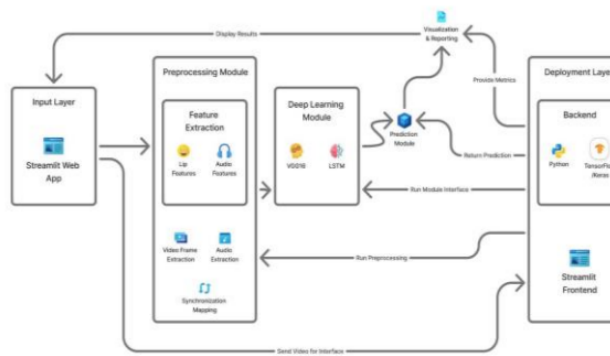 Display Results
Visualization
& Reporting
Provide Metrics
Input Layer
Streamlit Web
App
Preprocessing Module
Feature
Extraction
Lip
Features
Audio
Features
Video Frame
Extraction
Audio
Extraction
Synchronization
Mapping
Deep Learning
Module
VGG16
LSTM
Prediction
Module
Return Prediction
Run Module Interface
Run Preprocessing
Send Video for Interface
Deployment Laye
Backend
Python
TensorFlo
/Keras
Streamlit
Frontend